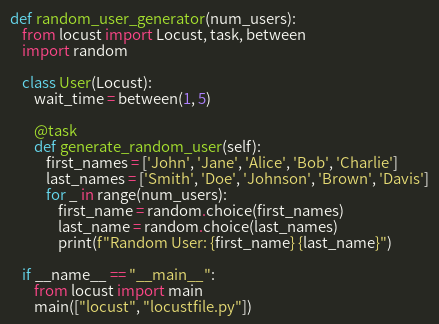 def random_user_generator(num_users):
from locust import Locust, task, between
import random
class User(Locust):
wait_time = between(1, 5)
@task
def generate_random_user(self):
first_names = ['John', 'Jane', 'Alice', 'Bob', 'Charlie']
last_names = ['Smith', 'Doe', 'Johnson', 'Brown', 'Davis']
for _ in range(num_users):
first_name = random.choice(first_names)
last_name = random.choice(last_names)
print(f"Random User: {first_name} {last_name}")
if __name__ == "__main__":
from locust import main
main(["locust", "locustfile.py"])